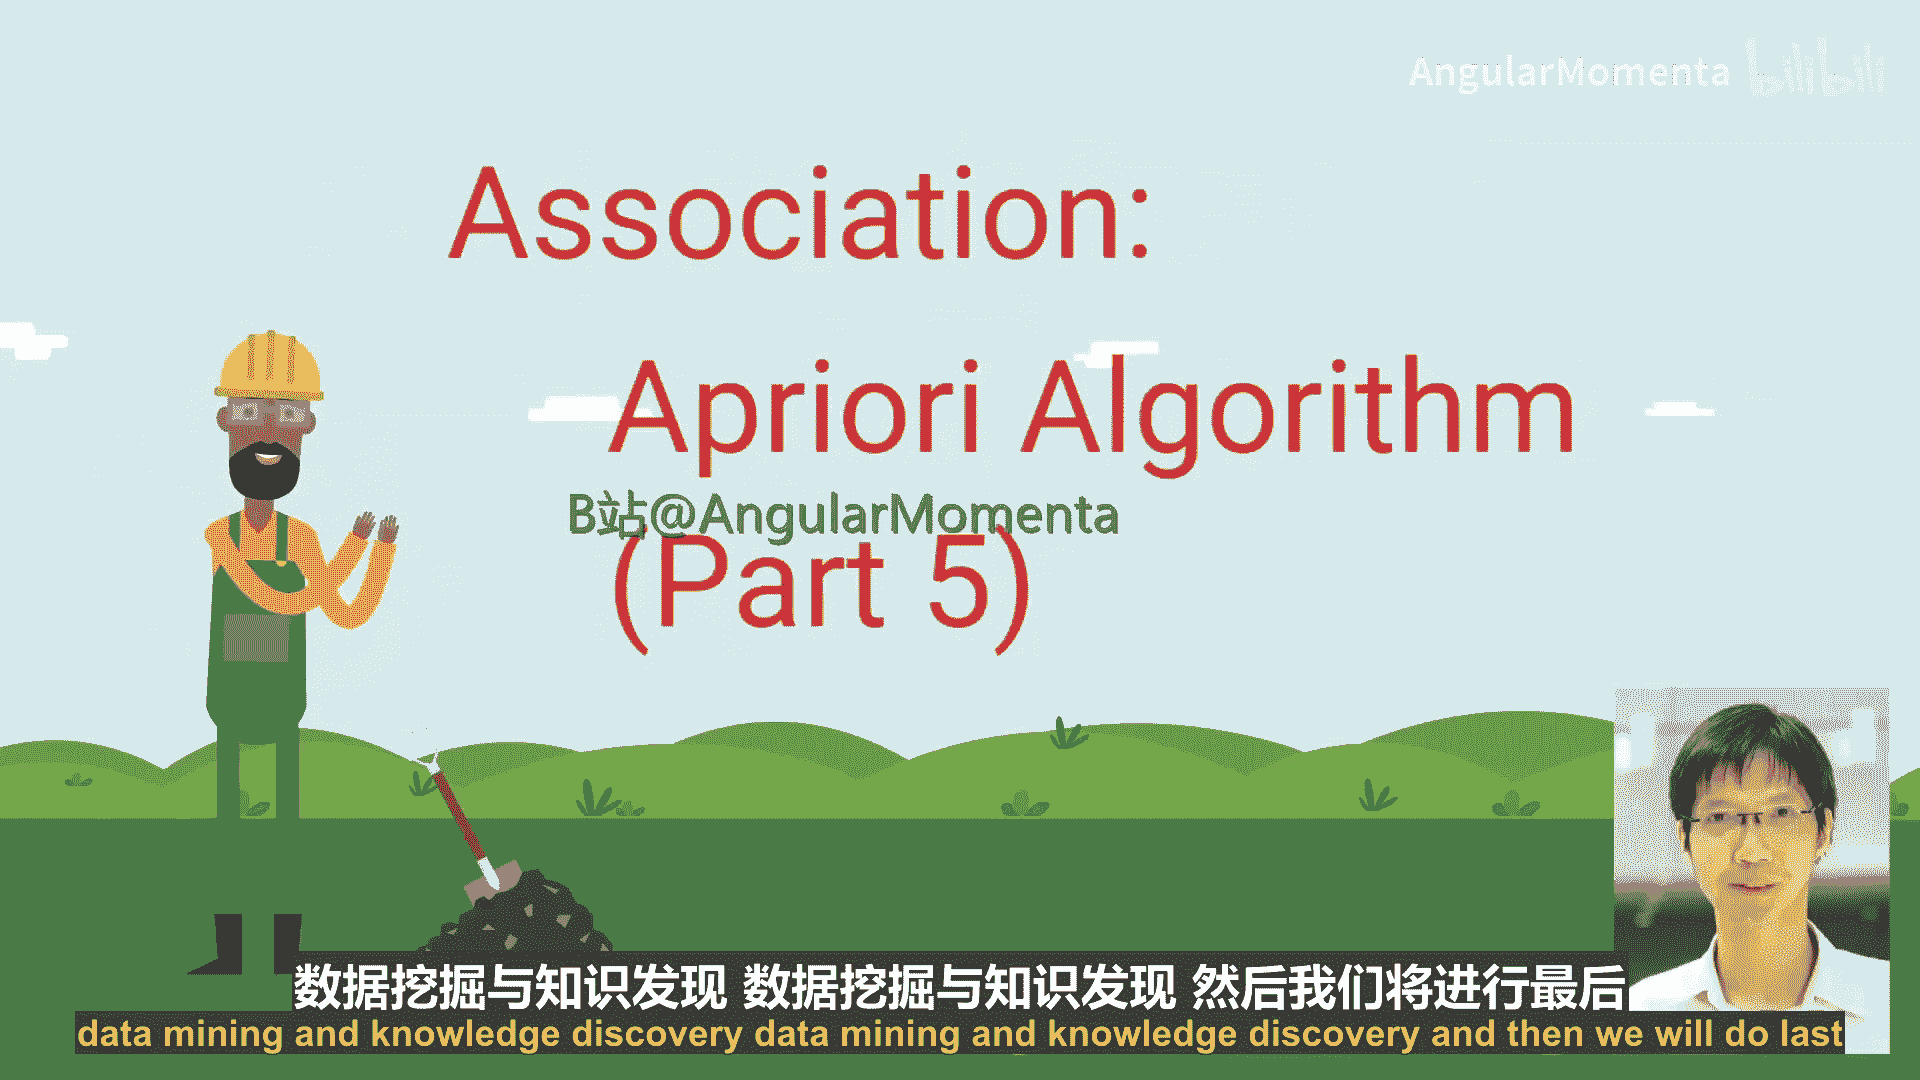 AngularMomenta bilibili
Association:
Apriori Algorithm
B站@AngularMomenta
(Part 5)
数据挖掘与知识发现 数据挖掘与知识发现 然后我们将进行最后
data mining and knowledge discovery data mining and knowledge discovery and then we will do last